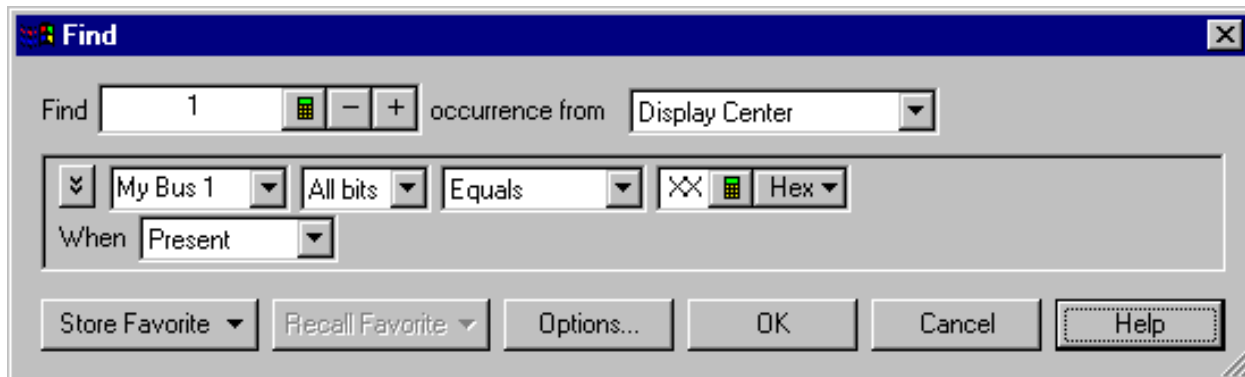 Find
Find 1 − + occurrence from Display Center
My Bus 1 All bits Equals XX Hex
When Present
Store Favorite Recall Favorite Options... OK Cancel Help